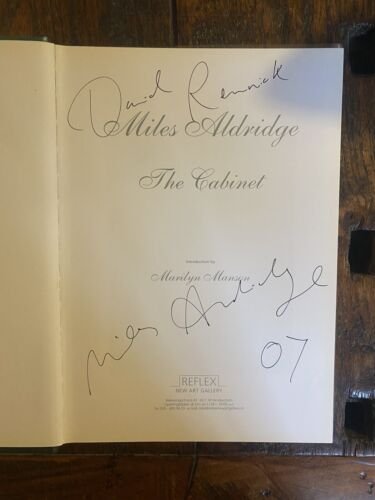 David Remnick
Miles Aldridge
The Cabinet
introduction by
Marilyn Manson
Miles Aldridge
07
REFLEX
NEW ART GALLERY